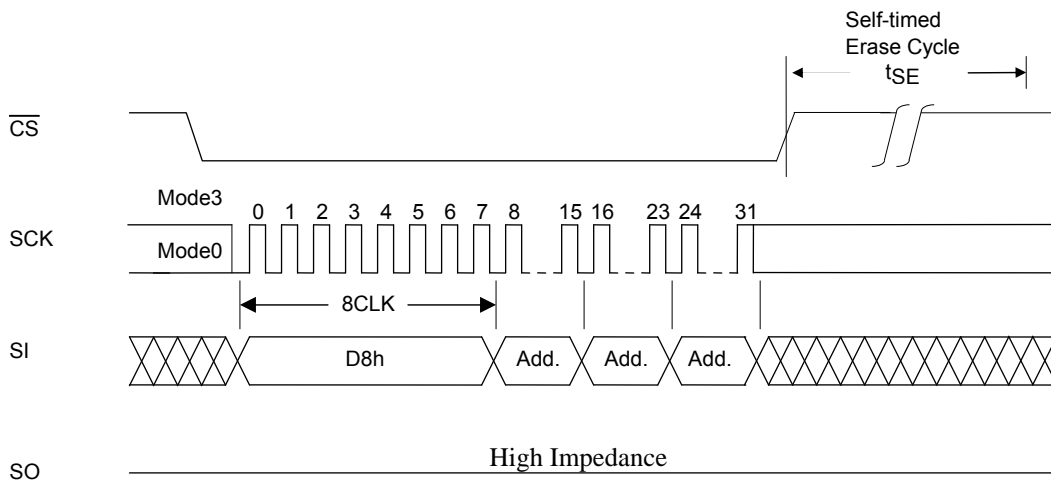 Self-timed
Erase Cycle
tSE
CS
Mode3
0 1 2 3 4 5 6 7 8 15 16 23 24 31
SCK
Mode0
8CLK
SI
D8h Add. Add. Add.
High Impedance
SO